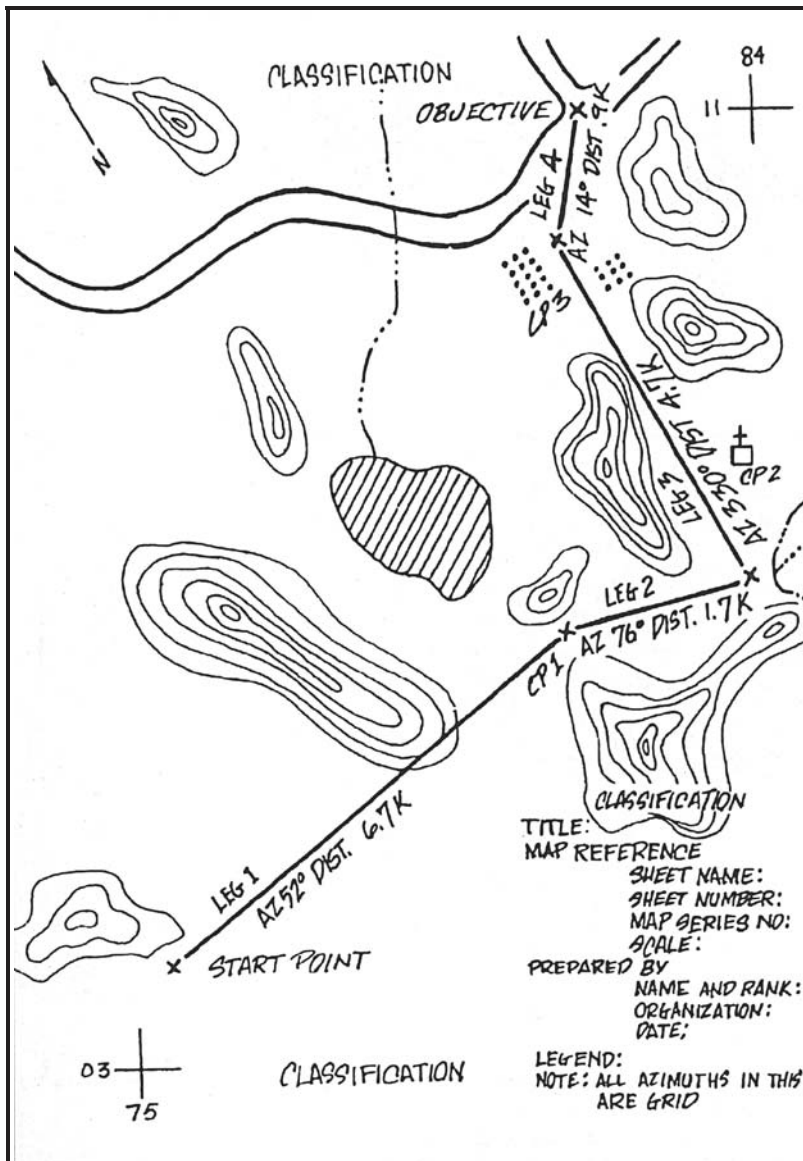 CLASSIFICATION
84
11
N
OBJECTIVE
LEG 4
AZ 14° DIST. 9K
CP3
LEG 3
AZ 330° DIST 4.7K
CP2
LEG 2
AZ 76° DIST. 1.7K
CP1
LEG 1
AZ 52° DIST. 6.7K
START POINT
CLASSIFICATION
TITLE:
MAP REFERENCE
SHEET NAME:
SHEET NUMBER:
MAP SERIES NO:
SCALE:
PREPARED BY
NAME AND RANK:
ORGANIZATION:
DATE:
LEGEND:
NOTE: ALL AZIMUTHS IN THIS
ARE GRID
03
75
CLASSIFICATION